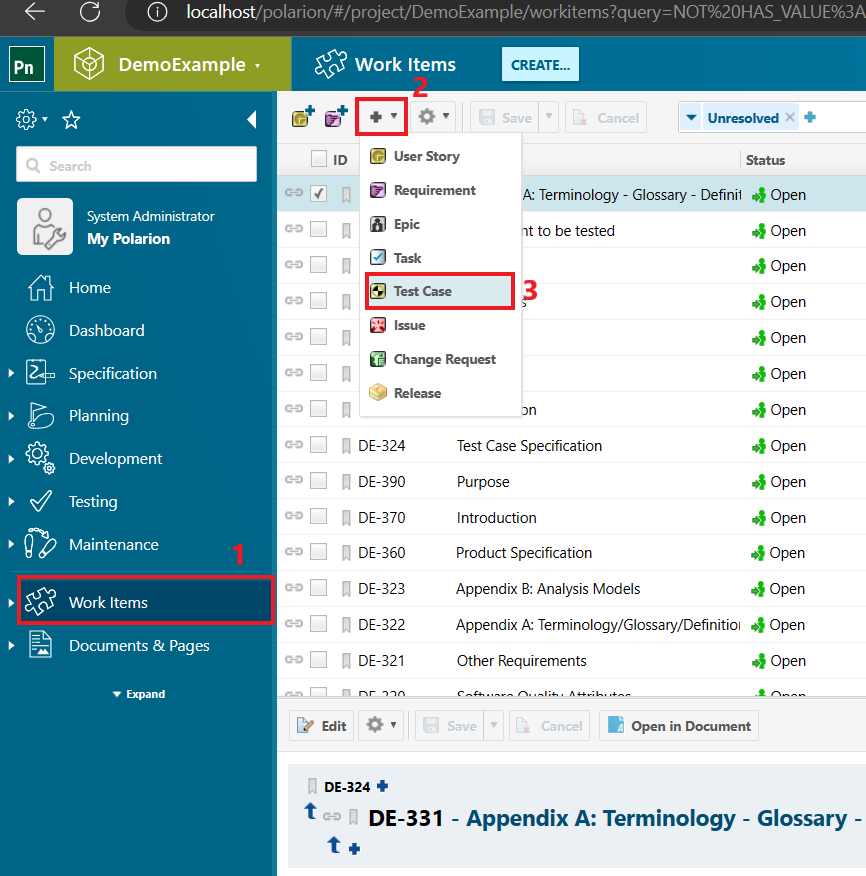 localhost/polarion/#/project/DemoExample/workitems?query=NOT%20HAS_VALUE%3A
Pn
DemoExample
Work Items
CREATE...
2
Save
Cancel
Unresolved
Search
ID
Status
User Story
System Administrator
My Polarion
Requirement
A: Terminology - Glossary - Definit
Open
Epic
nt to be tested
Open
Task
Open
Home
Test Case
3
Open
Dashboard
Issue
Open
Specification
Change Request
Open
Planning
Release
on
Open
DE-324
Test Case Specification
Open
Development
DE-390
Purpose
Open
Testing
DE-370
Introduction
Open
Maintenance
DE-360
Product Specification
Open
1
DE-323
Appendix B: Analysis Models
Open
Work Items
DE-322
Appendix A: Terminology/Glossary/Definition
Open
Documents & Pages
DE-321
Other Requirements
Open
DE-320
Software Quality Attributes
Open
Expand
Edit
Save
Cancel
Open in Document
DE-324
DE-331 - Appendix A: Terminology - Glossary -